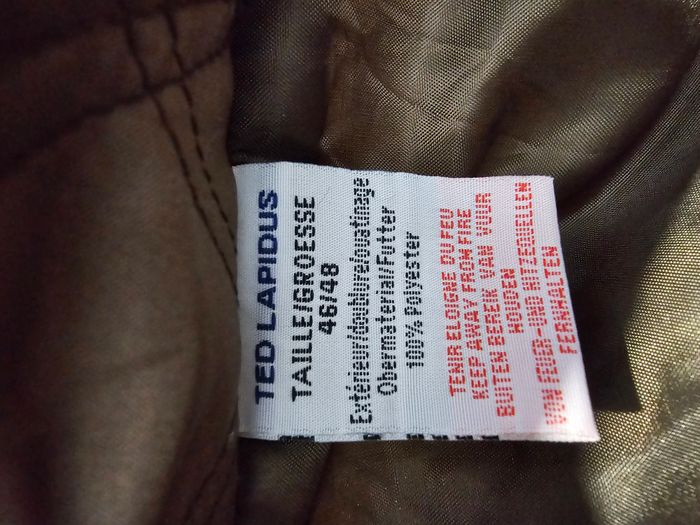 TED LAPIDUS
TAILLE/GROESSE
46/48
Extérieur/doublure/ouatinage
Obermaterial/Futter
100% Polyester
TENIR ELOIGNE DU FEU
KEEP AWAY FROM FIRE
BUITEN BEREIK VAN VUUR
HOUDEN
VON FEUER-UND HITZEQUELLEN
FERNHALTEN